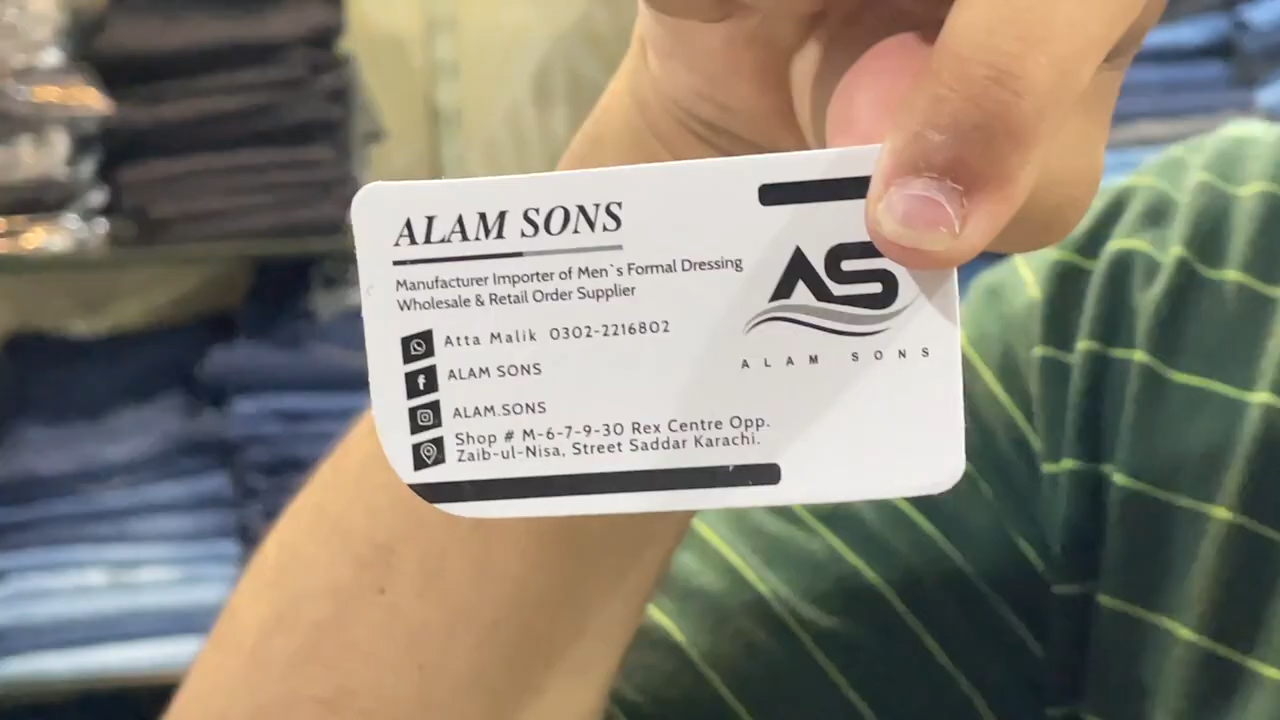 ALAM SONS
Manufacturer Importer of Men`s Formal Dressing
Wholesale & Retail Order Supplier
Atta Malik 0302-2216802
ALAM SONS
ALAM.SONS
Shop # M-6-7-9-30 Rex Centre Opp.
Zaib-ul-Nisa, Street Saddar Karachi.
AS
ALAM SONS